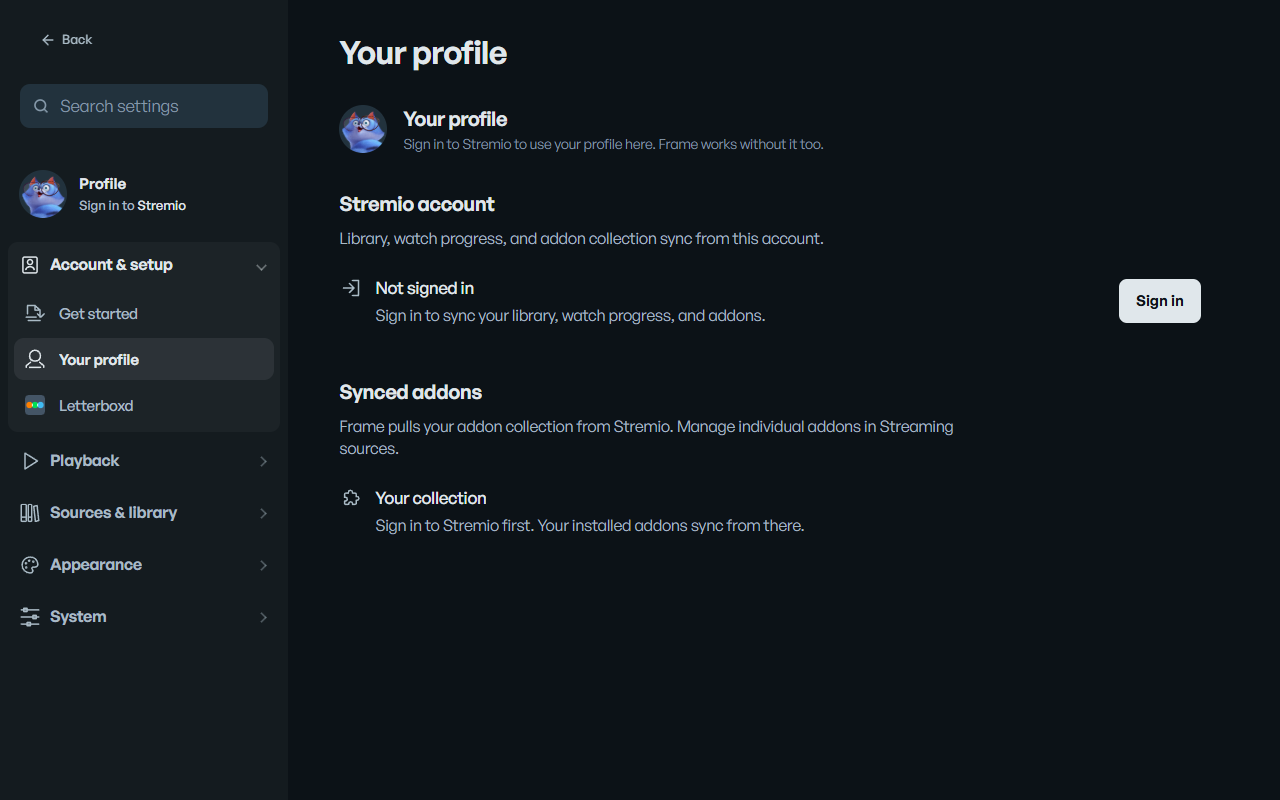 Back
Search settings
Profile
Sign in to Stremio
Account & setup
Get started
Your profile
Letterboxd
Playback
Sources & library
Appearance
System
Your profile
Your profile
Sign in to Stremio to use your profile here. Frame works without it too.
Stremio account
Library, watch progress, and addon collection sync from this account.
Not signed in
Sign in to sync your library, watch progress, and addons.
Sign in
Synced addons
Frame pulls your addon collection from Stremio. Manage individual addons in Streaming
sources.
Your collection
Sign in to Stremio first. Your installed addons sync from there.